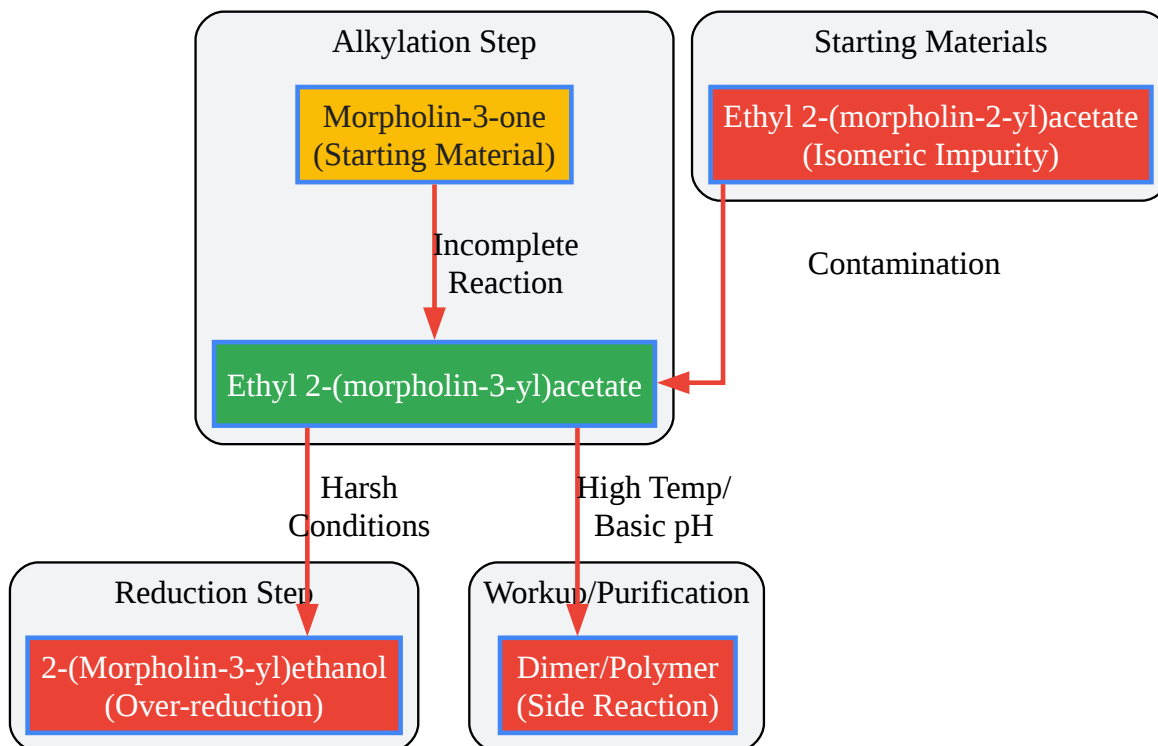 Alkylation Step
Starting Materials
Morpholin-3-one
(Starting Material)
Ethyl 2-(morpholin-2-yl)acetate
(Isomeric Impurity)
Incomplete
Reaction
Contamination
Ethyl 2-(morpholin-3-yl)acetate
Harsh
Conditions
High Temp/
Basic pH
Reduction Step
Workup/Purification
2-(Morpholin-3-yl)ethanol
(Over-reduction)
Dimer/Polymer
(Side Reaction)